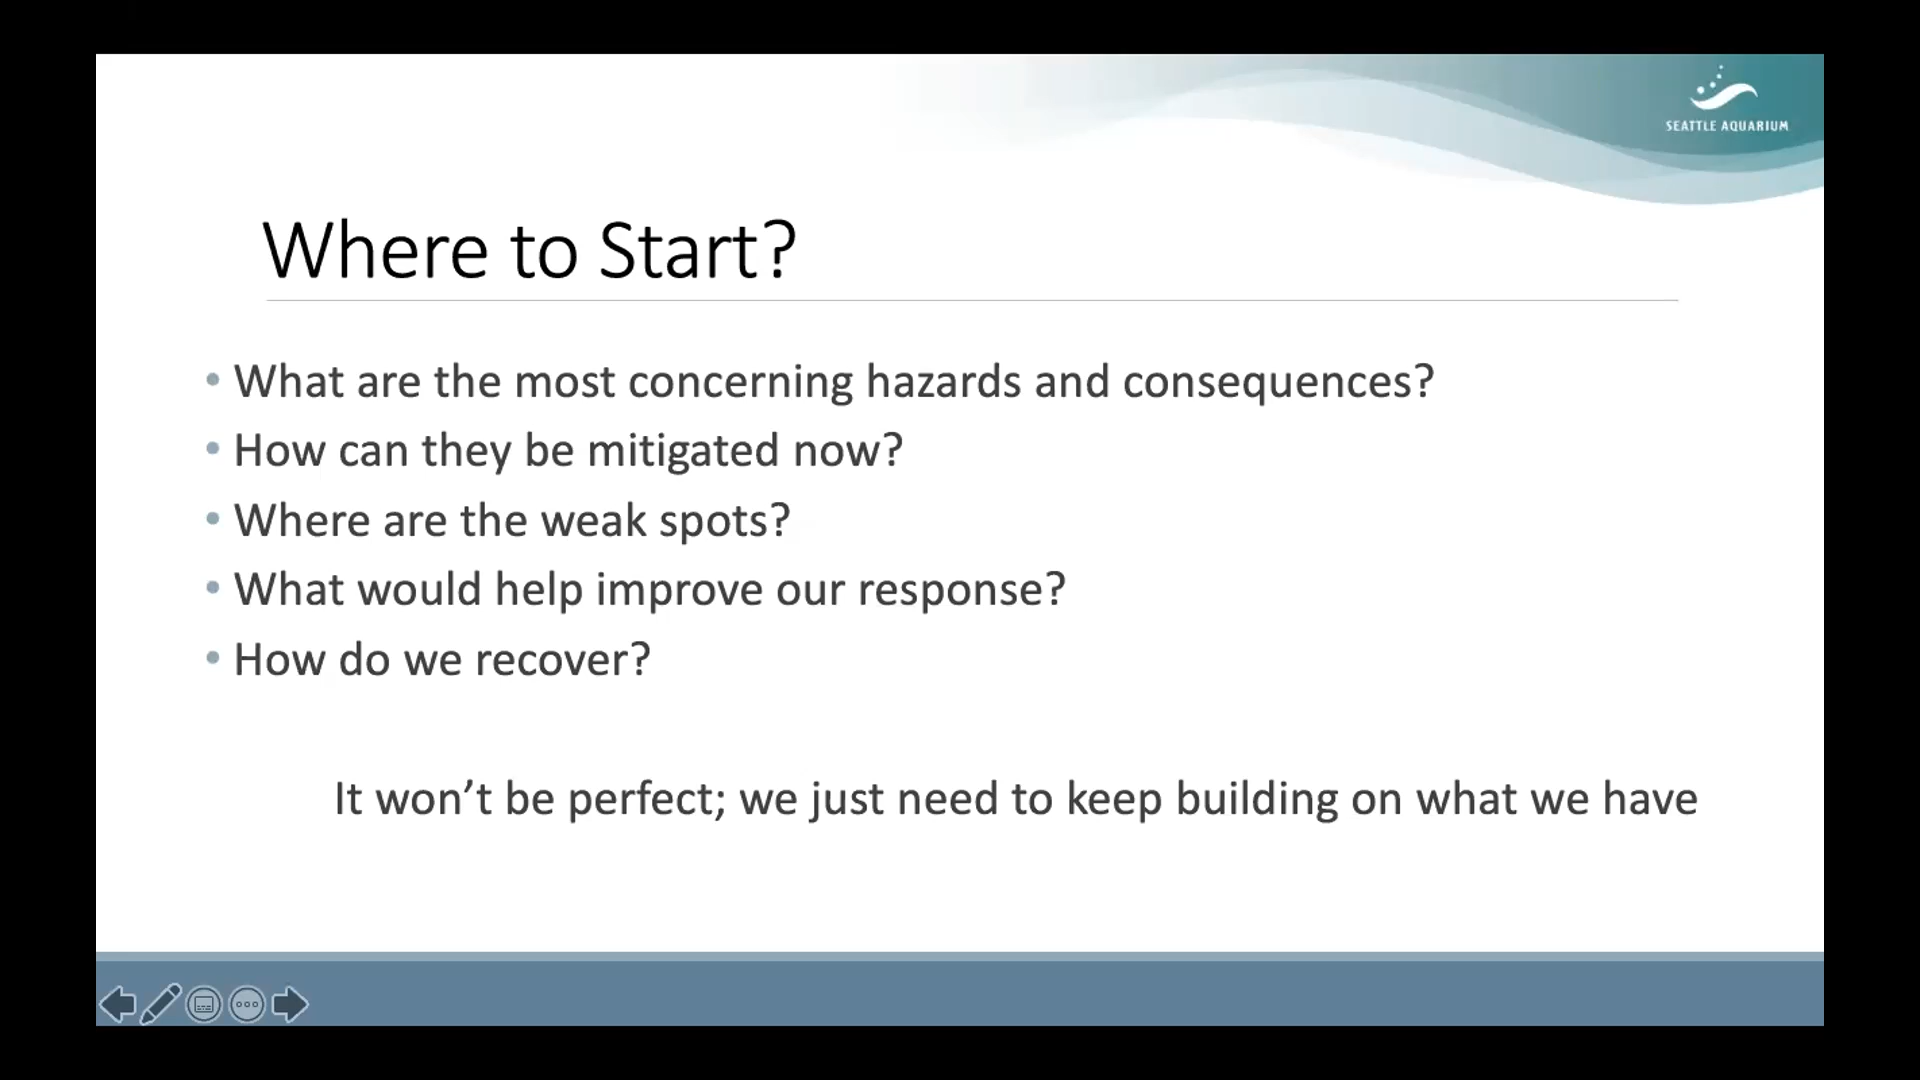 SEATTLE AQUARIUM
Where to Start?
• What are the most concerning hazards and consequences?
• How can they be mitigated now?
• Where are the weak spots?
• What would help improve our response?
• How do we recover?
It won’t be perfect; we just need to keep building on what we have